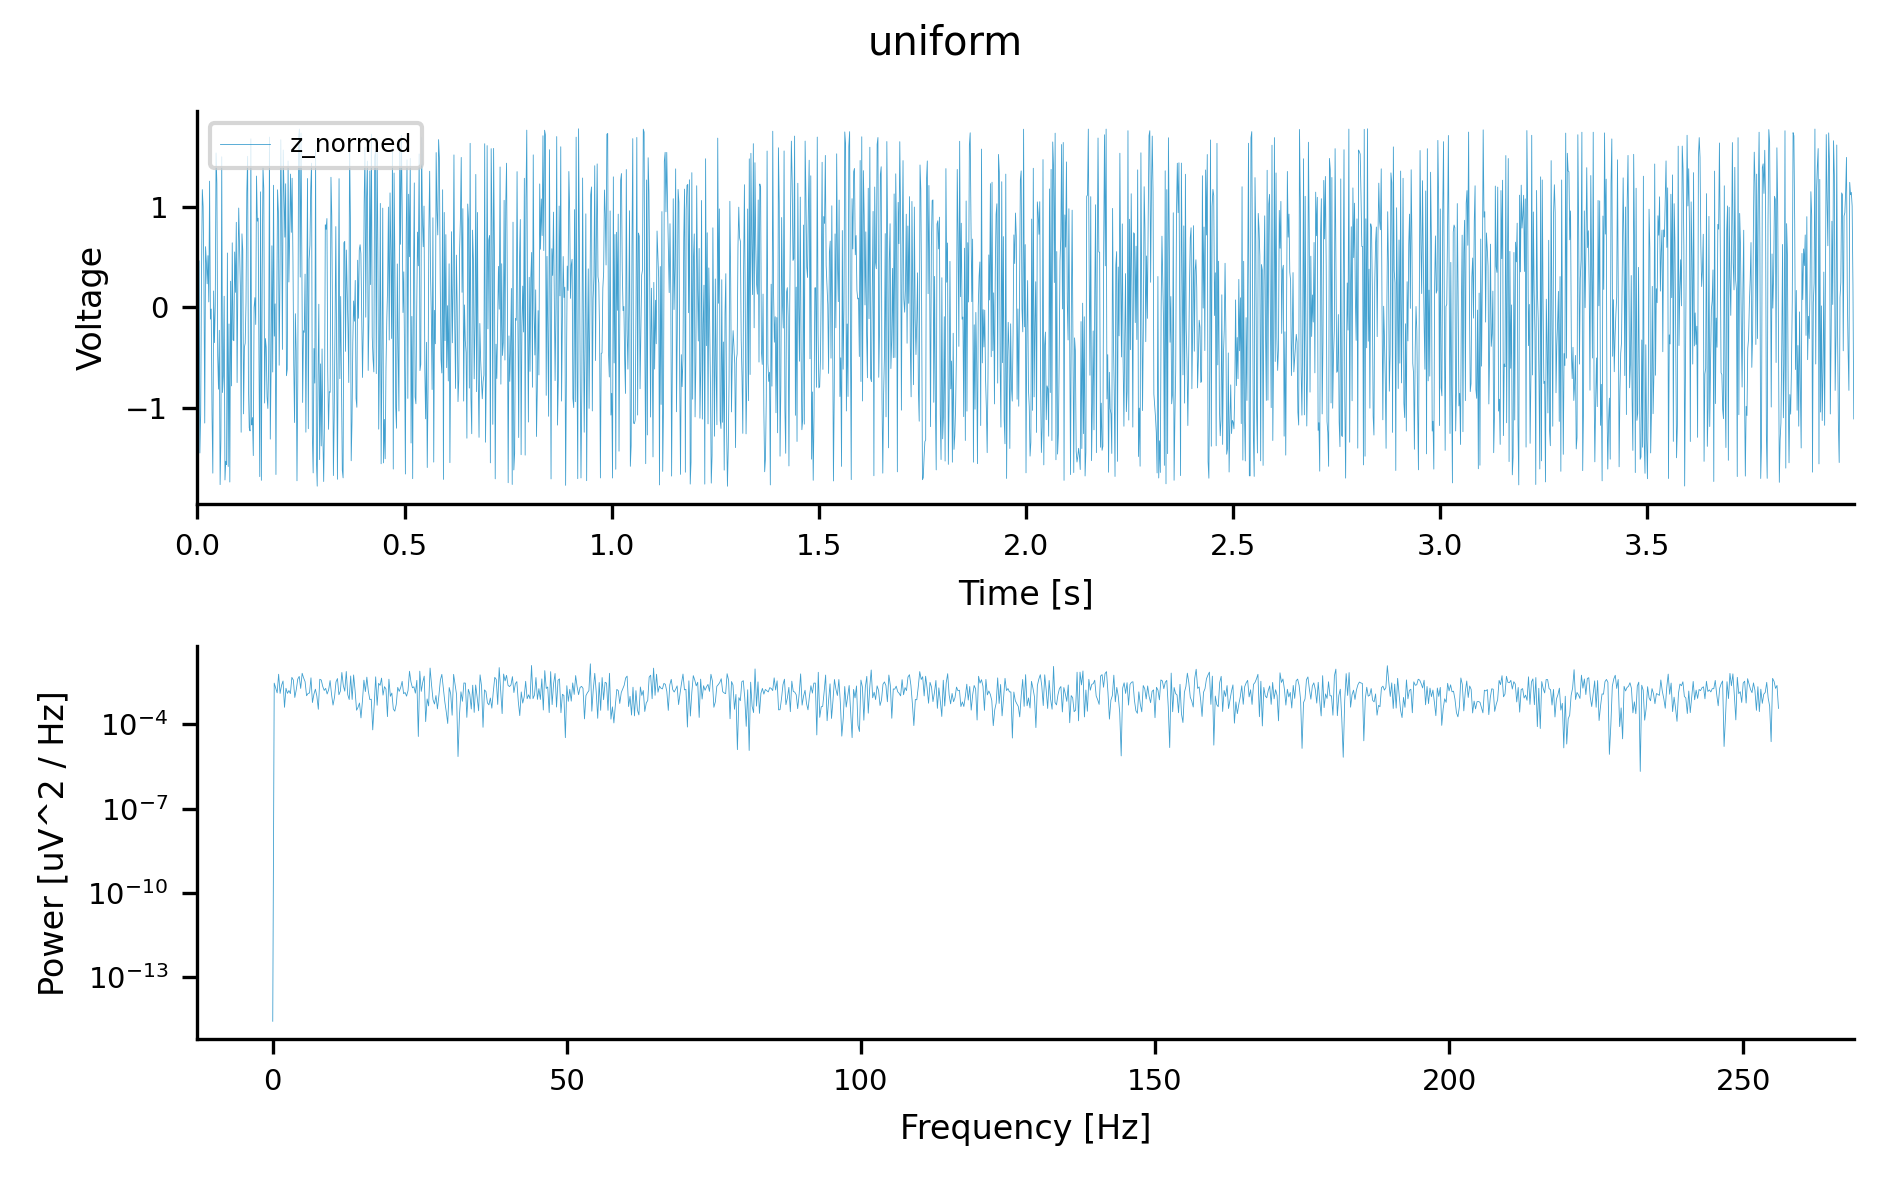 uniform
z_normed
Voltage
1
0
−1
0.0 0.5 1.0 1.5 2.0 2.5 3.0 3.5
Time [s]
Power [uV^2 / Hz]
10⁻⁴
10⁻⁷
10⁻¹⁰
10⁻¹³
0 50 100 150 200 250
Frequency [Hz]